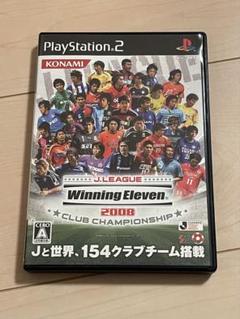 PlayStation 2
KONAMI
J.LEAGUE
Winning Eleven
2008
CLUB CHAMPIONSHIP
CERO
A
Jと世界、154クラブチーム搭載